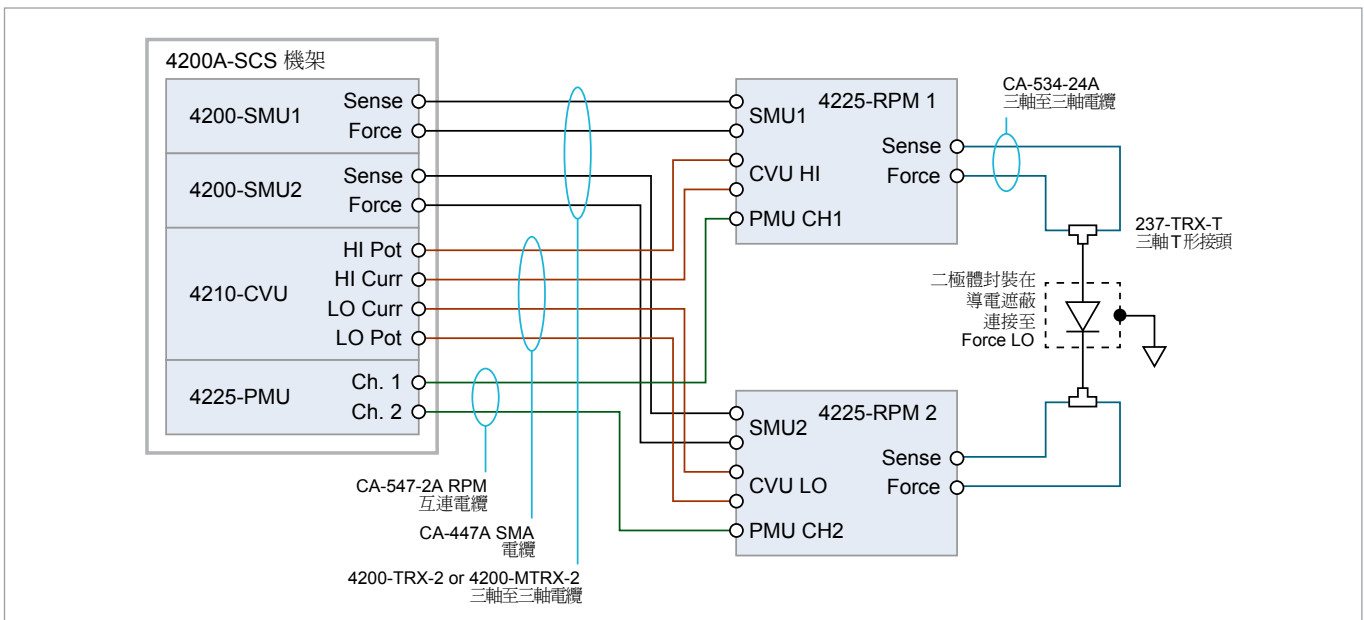 4200A-SCS 機架
4200-SMU1
Sense
Force
4200-SMU2
Sense
Force
4210-CVU
HI Pot
HI Curr
LO Curr
LO Pot
4225-PMU
Ch. 1
Ch. 2
CA-547-2A RPM
互連電纜
CA-447A SMA
電纜
4200-TRX-2 or 4200-MTRX-2
三軸至三軸電纜
4225-RPM 1
SMU1
CVU HI
PMU CH1
Sense
Force
4225-RPM 2
SMU2
CVU LO
PMU CH2
Sense
Force
CA-534-24A
三軸至三軸電纜
237-TRX-T
三軸 T 形接頭
二極體封裝在
導電遮蔽
連接至
Force LO